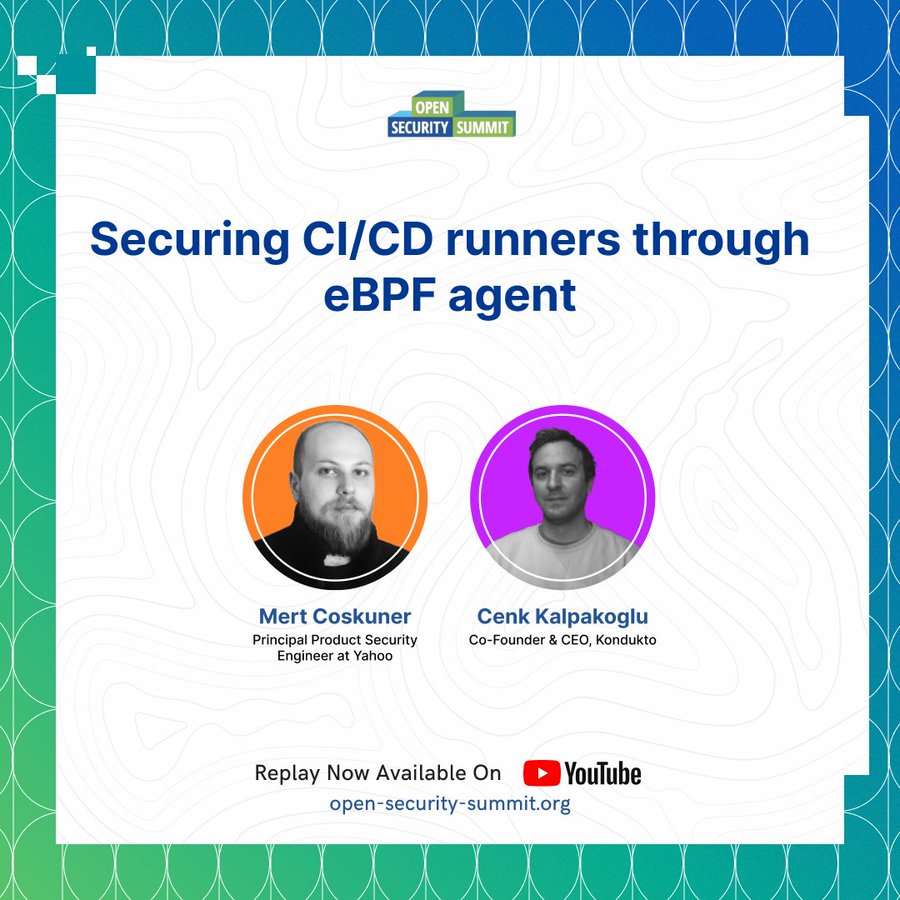 OPEN
SECURITY SUMMIT
Securing CI/CD runners through
eBPF agent
Mert Coskuner
Principal Product Security
Engineer at Yahoo
Cenk Kalpakoglu
Co-Founder & CEO, Kondukto
Replay Now Available On YouTube
open-security-summit.org